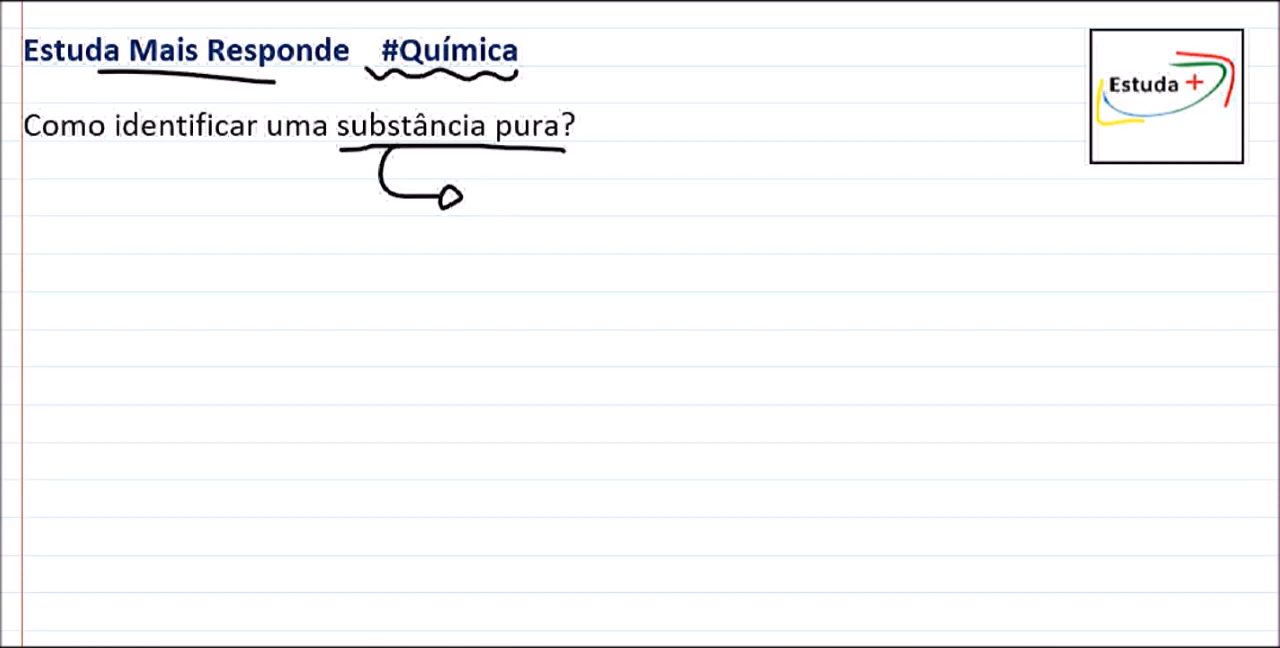 Estuda Mais Responde #Química
Estuda +
Como identificar uma substância pura?